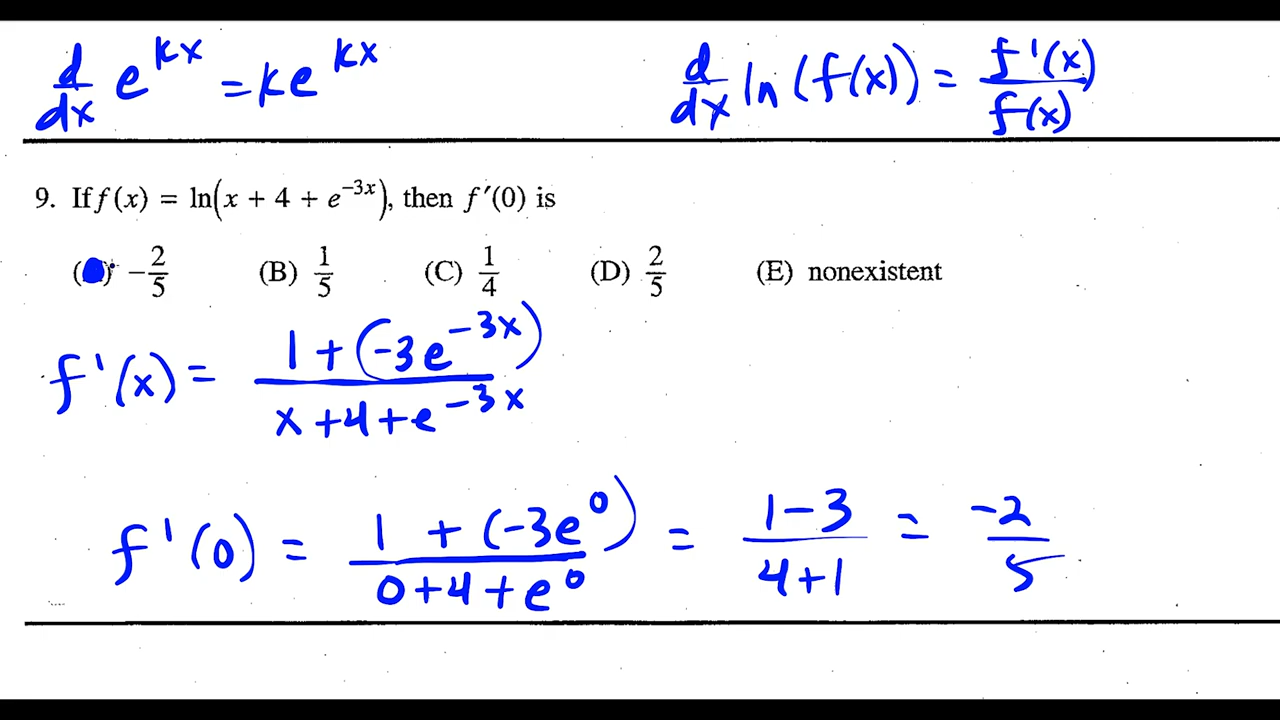 d/dx e^{kx} = ke^{kx}    d/dx ln(f(x)) = f'(x)/f(x)
9. If f(x) = ln(x + 4 + e^{-3x}), then f'(0) is
( ) -2/5    (B) 1/5    (C) 1/4    (D) 2/5    (E) nonexistent
f'(x) = (1 + (-3e^{-3x}))/(x + 4 + e^{-3x})
f'(0) = (1 + (-3e^0))/(0 + 4 + e^0) = (1 - 3)/(4 + 1) = -2/5